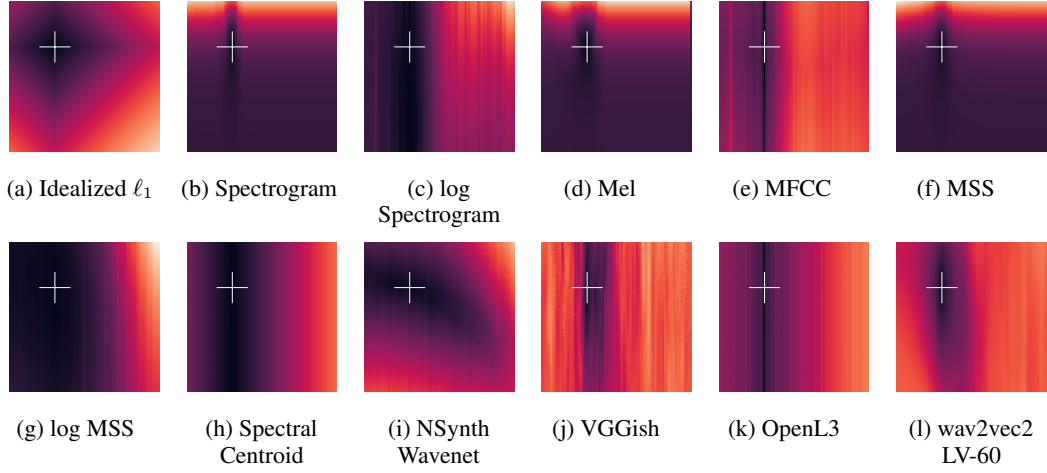 (a) Idealized ℓ1
(b) Spectrogram
(c) log
Spectrogram
(d) Mel
(e) MFCC
(f) MSS
(g) log MSS
(h) Spectral
Centroid
(i) NSynth
Wavenet
(j) VGGish
(k) OpenL3
(l) wav2vec2
LV-60